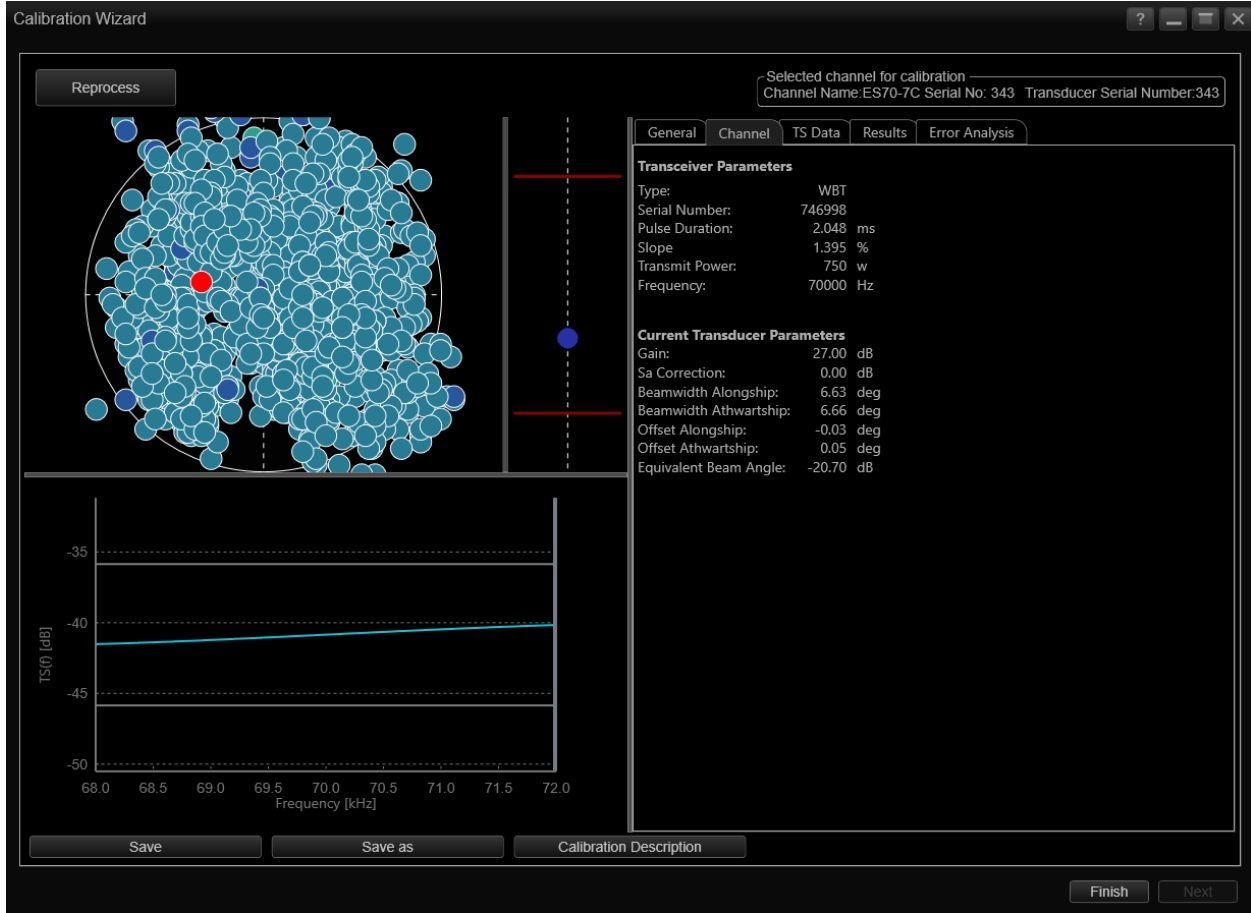 Calibration Wizard
?
Reprocess
Selected channel for calibration
Channel Name:ES70-7C Serial No: 343 Transducer Serial Number:343
General Channel TS Data Results Error Analysis
Transceiver Parameters
Type: WBT
Serial Number: 746998
Pulse Duration: 2.048 ms
Slope 1.395 %
Transmit Power: 750 w
Frequency: 70000 Hz
Current Transducer Parameters
Gain: 27.00 dB
Sa Correction: 0.00 dB
Beamwidth Alongship: 6.63 deg
Beamwidth Athwartship: 6.66 deg
Offset Alongship: -0.03 deg
Offset Athwartship: 0.05 deg
Equivalent Beam Angle: -20.70 dB
TS(f) [dB]
-35
-40
-45
-50
68.0 68.5 69.0 69.5 70.0 70.5 71.0 71.5 72.0
Frequency [kHz]
Save Save as Calibration Description
Finish Next